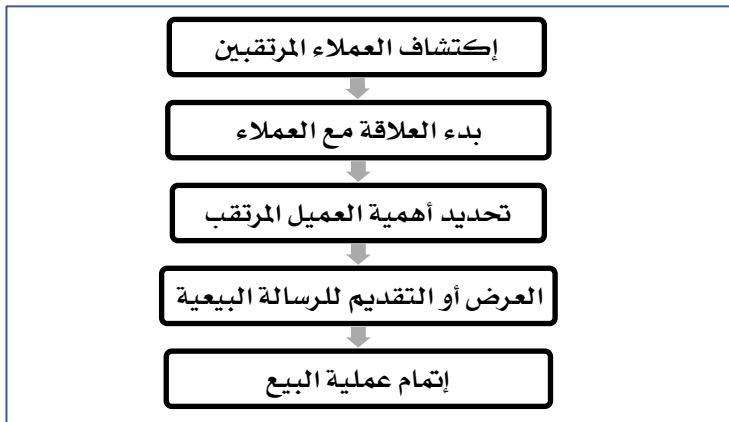 إكتشاف العملاء المرتقبين
بدء العلاقة مع العملاء
تحديد أهمية العميل المرتقب
العرض أو التقديم للرسالة البيعية
إتمام عملية البيع